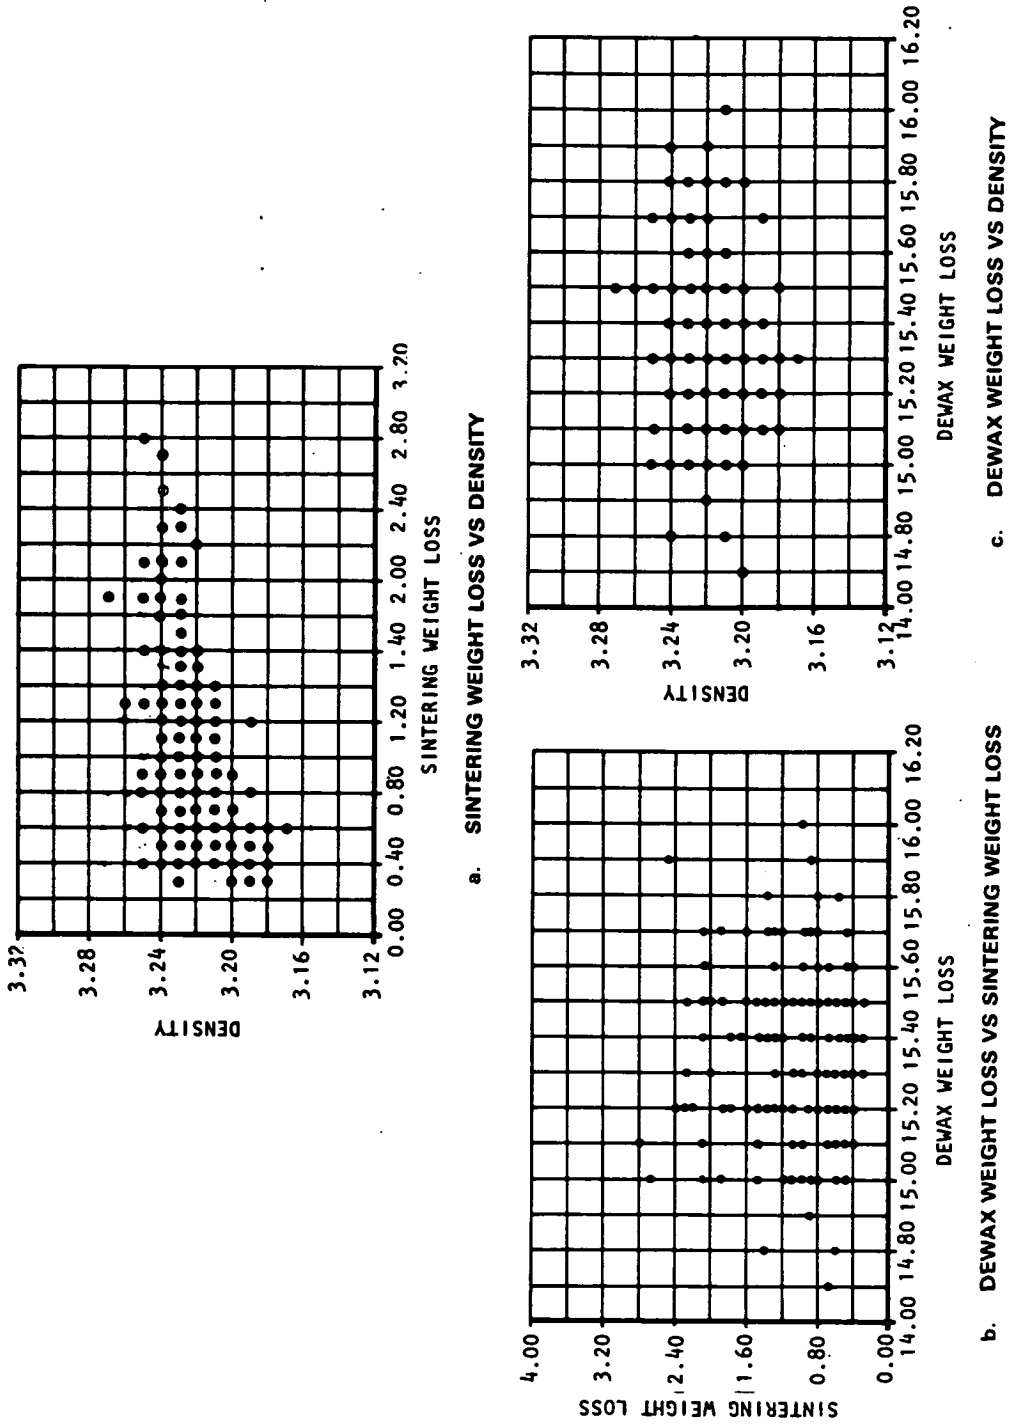 3.32
3.28
3.24
3.20
3.16
3.12
DENSITY
0.00 0.40 0.80 1.20 1.40 2.00 2.40 2.80 3.20
SINTERING WEIGHT LOSS
a. SINTERING WEIGHT LOSS VS DENSITY
4.00
3.20
2.40
1.60
0.80
0.00
SINTERING WEIGHT LOSS
14.00 14.80 15.00 15.20 15.40 15.60 15.80 16.00 16.20
DEWAX WEIGHT LOSS
b. DEWAX WEIGHT LOSS VS SINTERING WEIGHT LOSS
3.32
3.28
3.24
3.20
3.16
3.12
DENSITY
14.00 14.80 15.00 15.20 15.40 15.60 15.80 16.00 16.20
DEWAX WEIGHT LOSS
c. DEWAX WEIGHT LOSS VS DENSITY